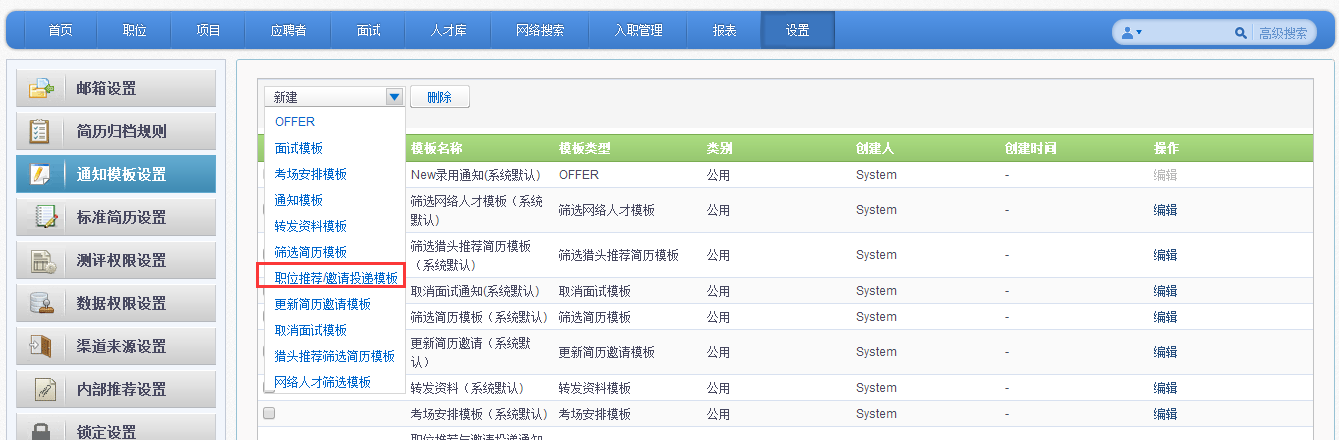 首页 职位 项目 应聘者 面试 人才库 网络搜索 入职管理 报表 设置 高级搜索
邮箱设置
简历归档规则
通知模板设置
标准简历设置
测评权限设置
数据权限设置
渠道来源设置
内部推荐设置
锁定设置
新建 删除
OFFER
面试模板
考场安排模板
通知模板
转发资料模板
筛选简历模板
职位推荐/邀请投递模板
更新简历邀请模板
取消面试模板
猎头推荐筛选简历模板
网络人才筛选模板
模板名称 模板类型 类别 创建人 创建时间 操作
New录用通知(系统默认) OFFER 公用 System - 编辑
筛选网络人才模板（系统
默认） 筛选网络人才模板 公用 System - 编辑
筛选猎头推荐简历模板
（系统默认） 筛选猎头推荐简历模板 公用 System - 编辑
取消面试通知(系统默认) 取消面试模板 公用 System - 编辑
筛选简历模板（系统默认） 筛选简历模板 公用 System - 编辑
更新简历邀请（系统默
认） 更新简历邀请模板 公用 System - 编辑
转发资料（系统默认） 转发资料模板 公用 System - 编辑
考场安排模板（系统默认） 考场安排模板 公用 System - 编辑
职位推荐与邀请投递通知